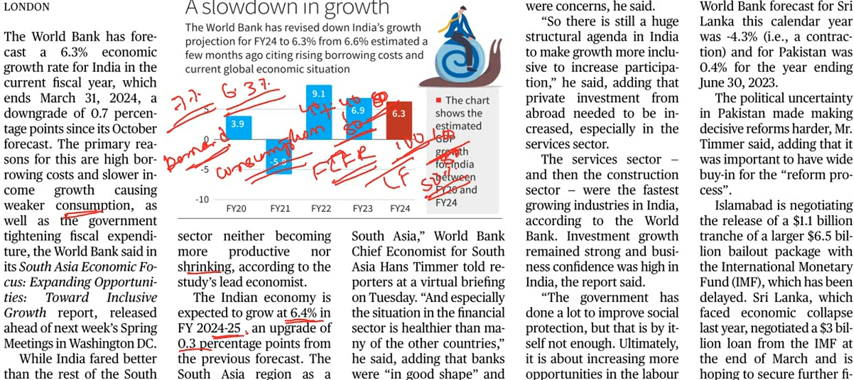 LONDON
The World Bank has fore-
cast a 6.3% economic
growth rate for India in the
current fiscal year, which
ends March 31, 2024, a
downgrade of 0.7 percen-
tage points since its October
forecast. The primary rea-
sons for this are high bor-
rowing costs and slower in-
come growth causing
weaker consumption, as
well as the government
tightening fiscal expendi-
ture, the World Bank said in
its South Asia Economic Fo-
cus: Expanding Opportuni-
ties: Toward Inclusive
Growth report, released
ahead of next week's Spring
Meetings in Washington DC.
While India fared better
than the rest of the South
A slowdown in growth
The World Bank has revised down India's growth
projection for FY24 to 6.3% from 6.6% estimated a
few months ago citing rising borrowing costs and
current global economic situation
7% 6.3%
9.1
6.9
6.3
3.9
5
0
-5
-10
Demand
Consumption
FY20 FY21 FY22 FY23 FY24
The chart
shows the
estimated
GDP
growth
for India
between
FY20 and
FY24
sector neither becoming
more productive nor
shrinking, according to the
study's lead economist.
The Indian economy is
expected to grow at 6.4% in
FY 2024-25, an upgrade of
0.3 percentage points from
the previous forecast. The
South Asia region as a
South Asia," World Bank
Chief Economist for South
Asia Hans Timmer told re-
porters at a virtual briefing
on Tuesday. "And especially
the situation in the financial
sector is healthier than ma-
ny of the other countries,"
he said, adding that banks
were "in good shape" and
were concerns, he said.
"So there is still a huge
structural agenda in India
to make growth more inclu-
sive to increase participa-
tion," he said, adding that
private investment from
abroad needed to be in-
creased, especially in the
services sector.
The services sector –
and then the construction
sector – were the fastest
growing industries in India,
according to the World
Bank. Investment growth
remained strong and busi-
ness confidence was high in
India, the report said.
"The government has
done a lot to improve social
protection, but that is by it-
self not enough. Ultimately,
it is about increasing more
opportunities in the labour
World Bank forecast for Sri
Lanka this calendar year
was -4.3% (i.e., a contrac-
tion) and for Pakistan was
0.4% for the year ending
June 30, 2023.
The political uncertainty
in Pakistan made making
decisive reforms harder, Mr.
Timmer said, adding that it
was important to have wide
buy-in for the "reform pro-
cess".
Islamabad is negotiating
the release of a $1.1 billion
tranche of a larger $6.5 bil-
lion bailout package with
the International Monetary
Fund (IMF), which has been
delayed. Sri Lanka, which
faced economic collapse
last year, negotiated a $3 bil-
lion loan from the IMF at
the end of March and is
hoping to secure further fi-